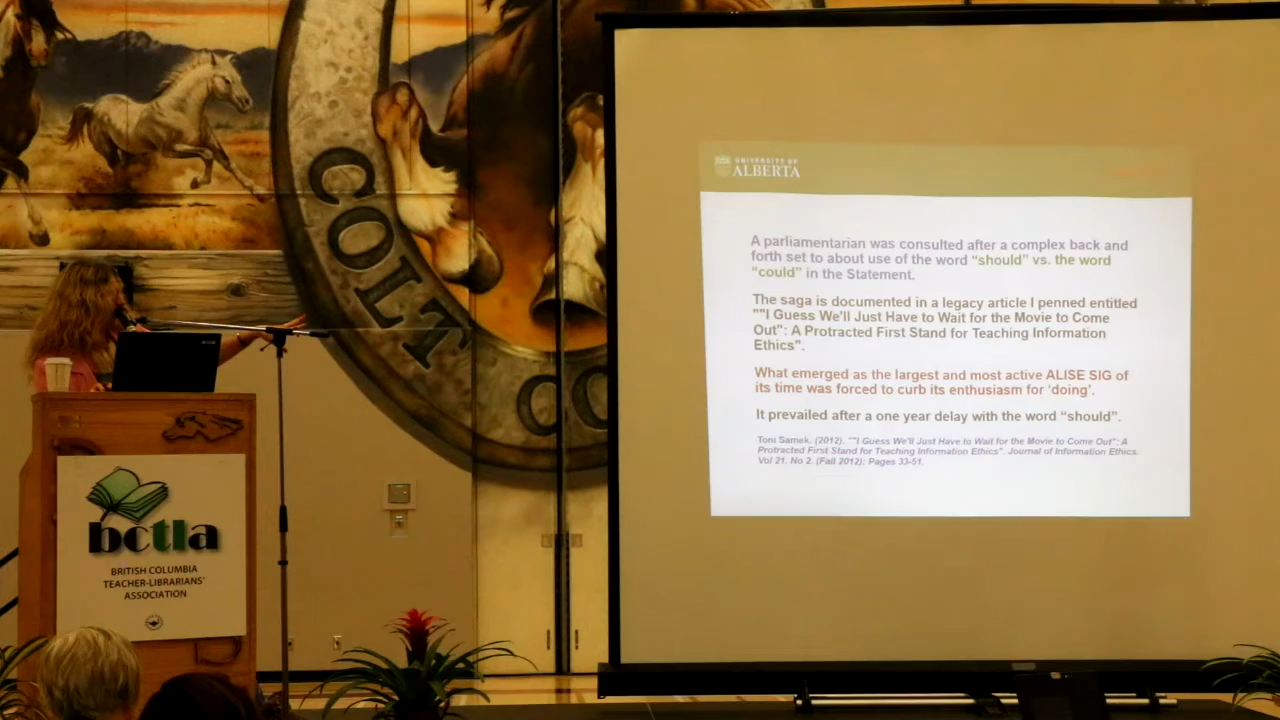 COLT
CO
bctla
BRITISH COLUMBIA
TEACHER-LIBRARIANS'
ASSOCIATION
UNIVERSITY OF
ALBERTA
A parliamentarian was consulted after a complex back and
forth set to about use of the word “should” vs. the word
“could” in the Statement.
The saga is documented in a legacy article I penned entitled
""I Guess We'll Just Have to Wait for the Movie to Come
Out": A Protracted First Stand for Teaching Information
Ethics".
What emerged as the largest and most active ALISE SIG of
its time was forced to curb its enthusiasm for ‘doing’.
It prevailed after a one year delay with the word “should”.
Toni Samek. (2012). ""I Guess We'll Just Have to Wait for the Movie to Come Out": A
Protracted First Stand for Teaching Information Ethics". Journal of Information Ethics.
Vol 21. No 2. (Fall 2012): Pages 33-51.